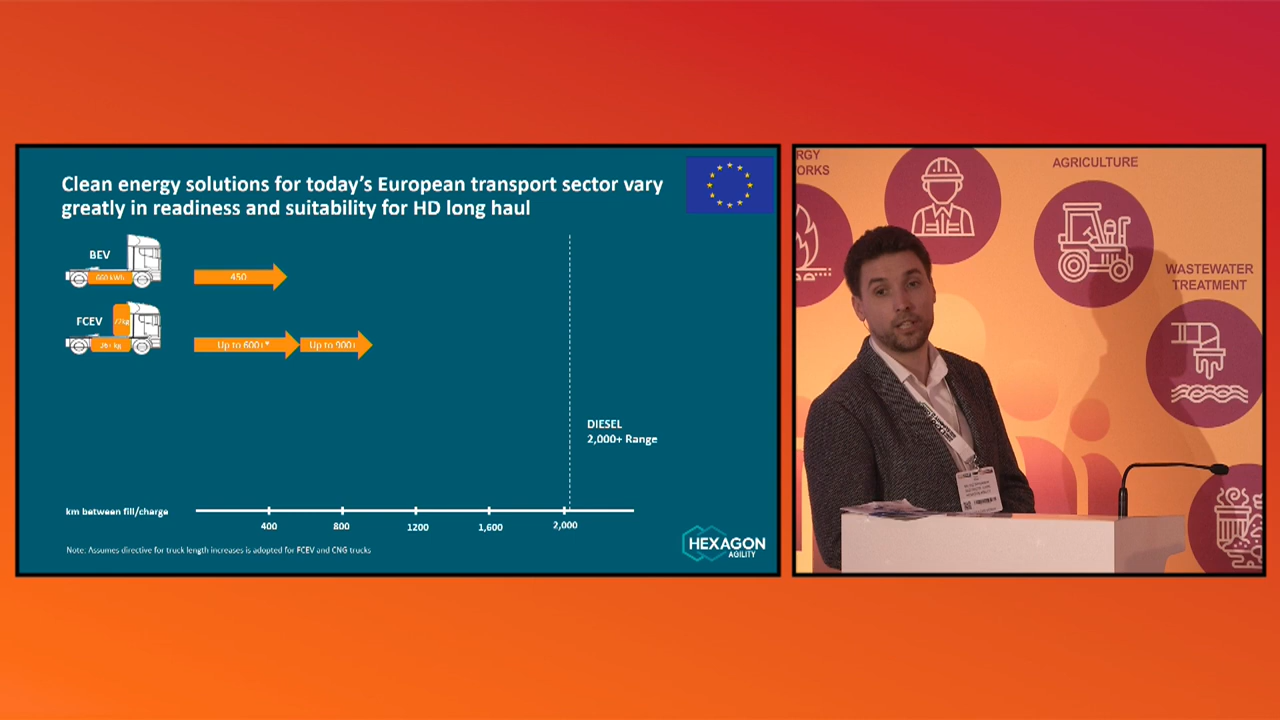 Clean energy solutions for today's European transport sector vary
greatly in readiness and suitability for HD long haul
BEV
660 kWh
450
FCEV
Up to 600+*
Up to 900+
DIESEL
2,000+ Range
km between fill/charge
400
800
1200
1,600
2,000
Note: Assumes directive for truck length increases is adopted for FCEV and CNG trucks
HEXAGON
AGILITY
RGY
ORKS
AGRICULTURE
WASTEWATER
TREATMENT